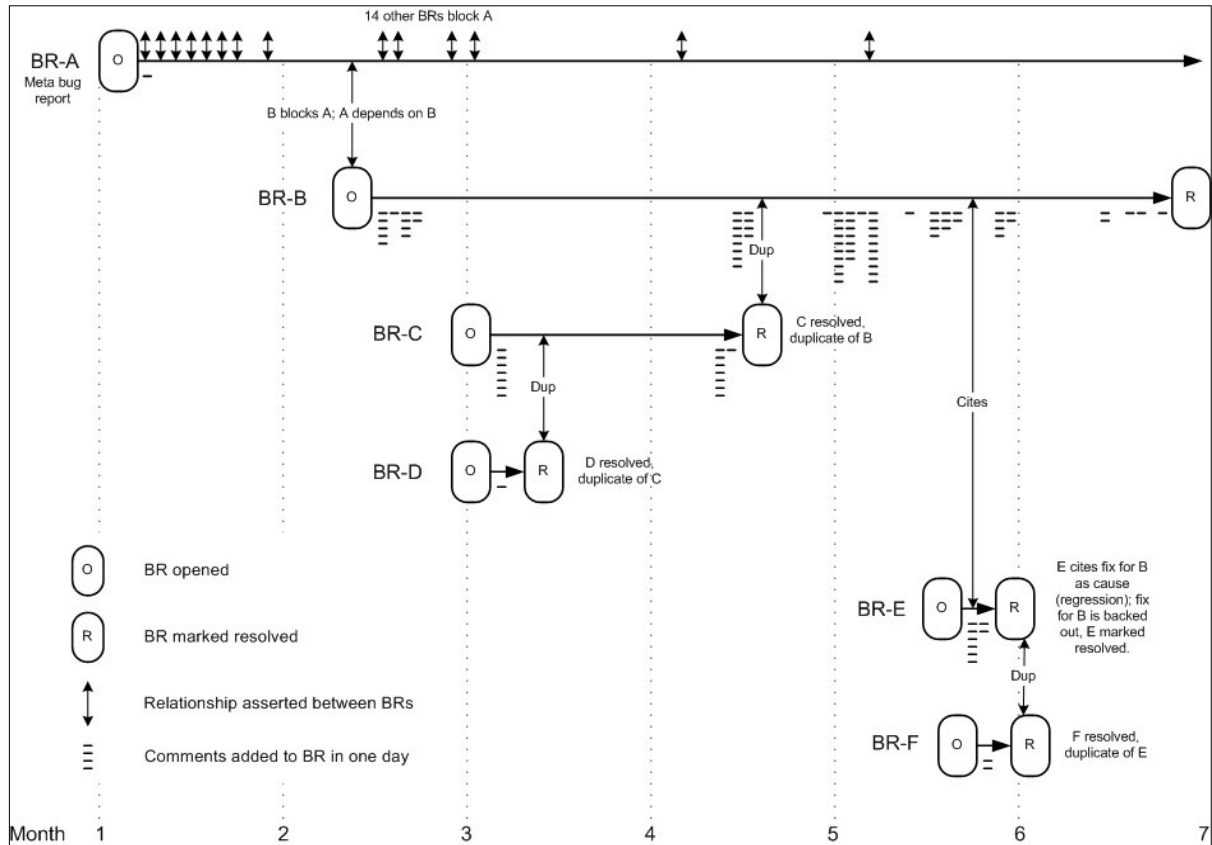 14 other BRs block A
BR-A
O
Meta bug
report
B blocks A; A depends on B
BR-B
O
R
Dup
BR-C
O
R
C resolved,
duplicate of B
Dup
Cites
BR-D
O
R
D resolved,
duplicate of C
O
BR opened
R
BR marked resolved
Relationship asserted between BRs
Comments added to BR in one day
BR-E
O
R
E cites fix for B
as cause
(regression); fix
for B is backed
out, E marked
resolved.
Dup
BR-F
O
R
F resolved,
duplicate of E
Month 1 2 3 4 5 6 7